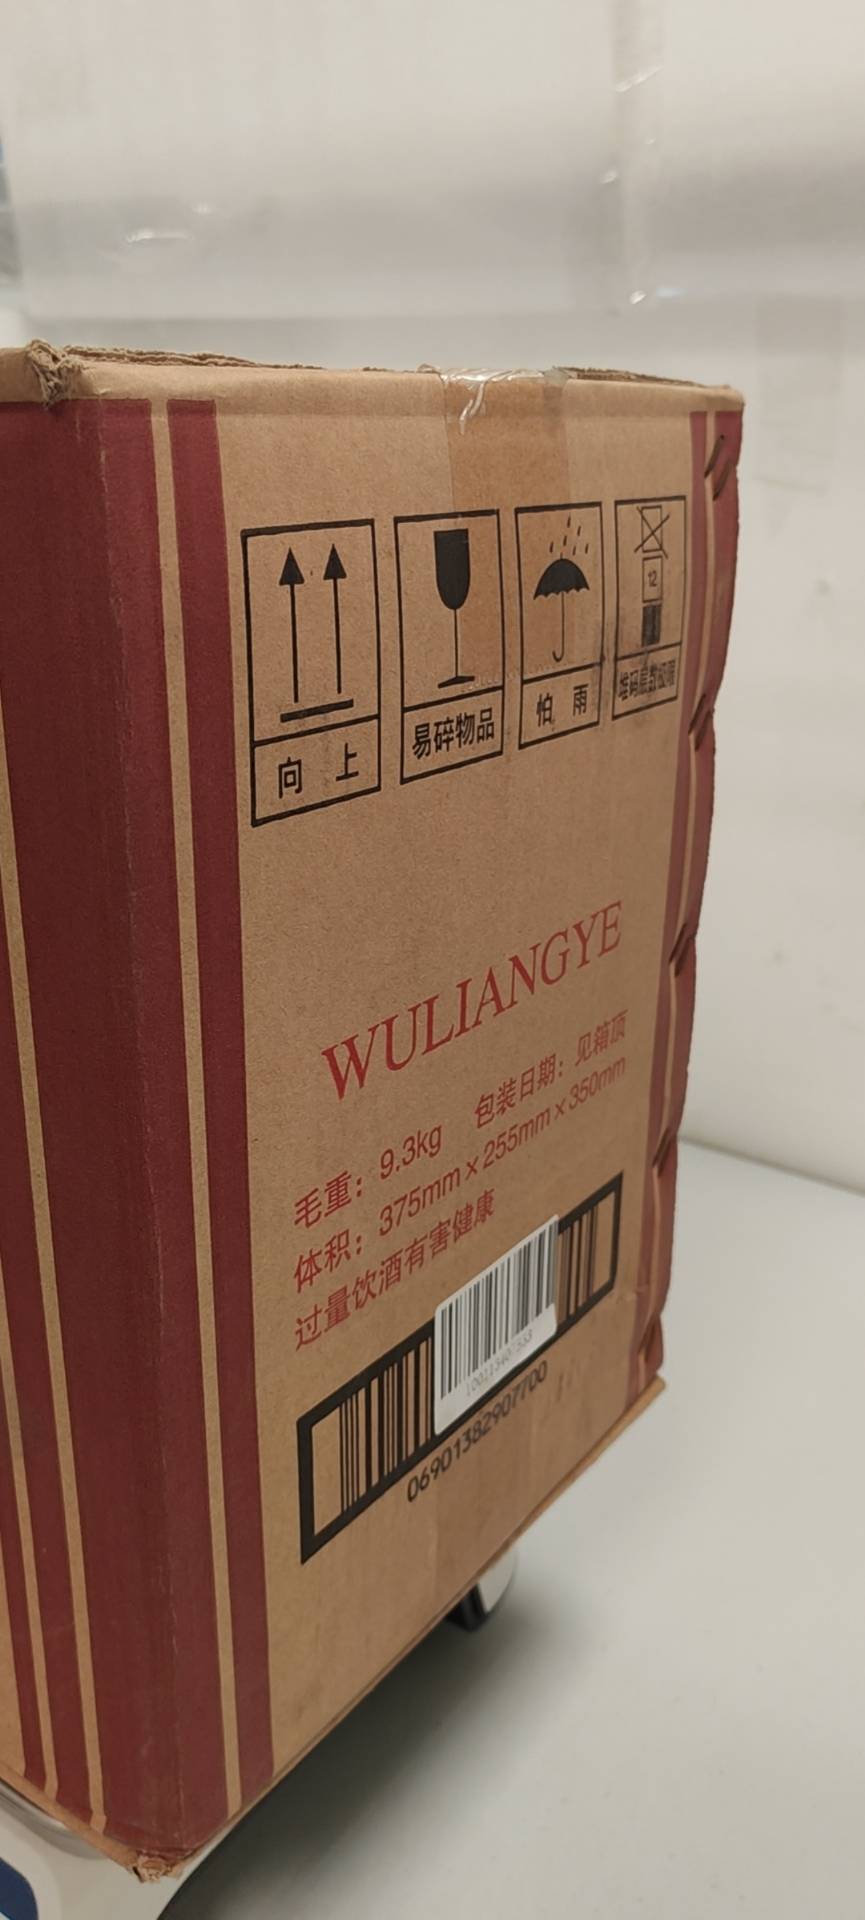 向上
易碎物品
怕雨
12
堆码层数极限
WULIANGYE
毛重：9.3kg 包装日期：见箱顶
体积：375mm×255mm×350mm
过量饮酒有害健康
06901382907700